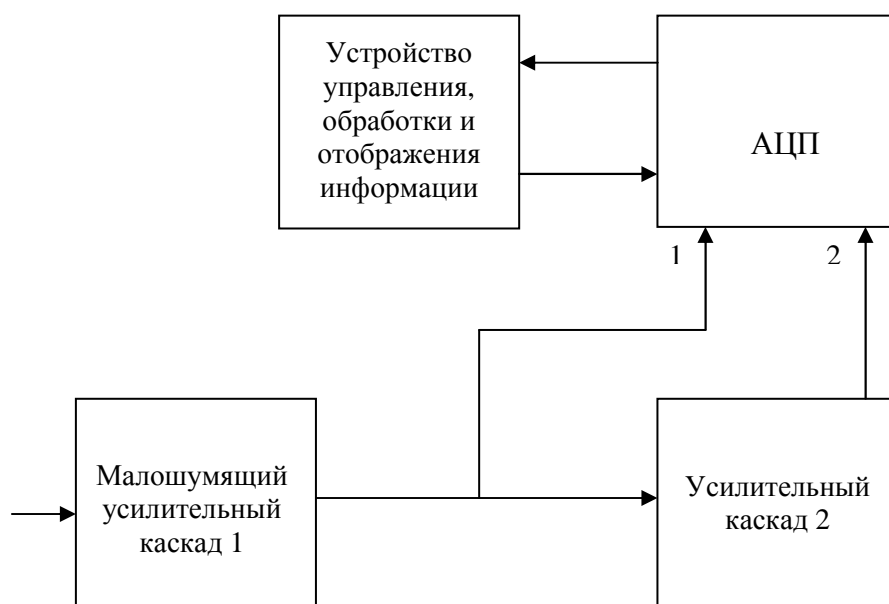 Устройство
управления,
обработки и
отображения
информации
АЦП
1
2
Малошумящий
усилительный
каскад 1
Усилительный
каскад 2